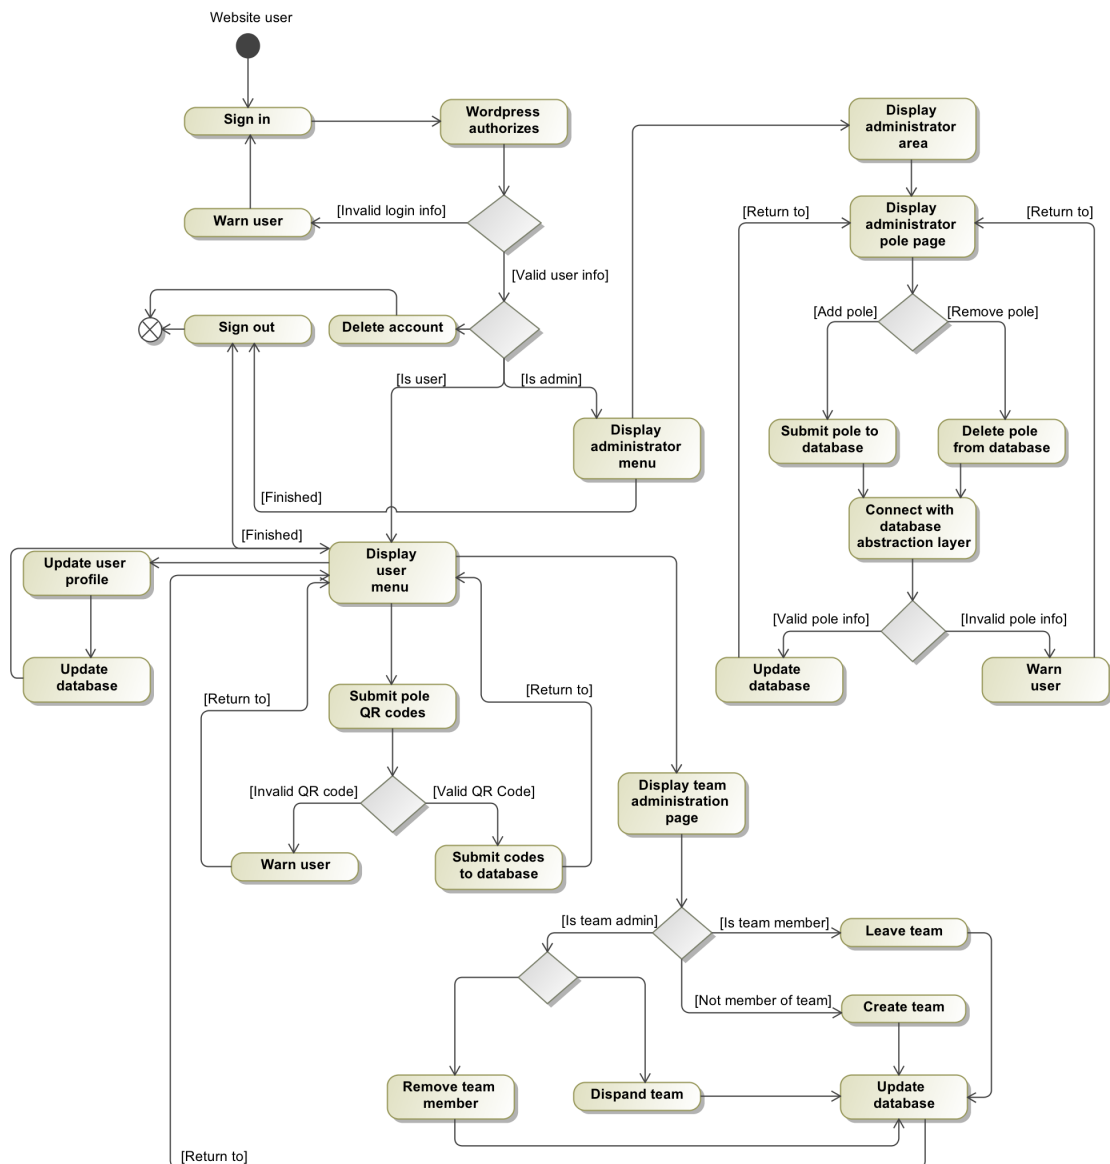 Website user
Sign in
Wordpress
authorizes
Display
administrator
area
Warn user
[Invalid login info]
[Return to]
Display
administrator
pole page
[Return to]
[Valid user info]
Sign out
Delete account
[Add pole]
[Remove pole]
[Is user]
[Is admin]
Display
administrator
menu
Submit pole to
database
Delete pole
from database
[Finished]
Connect with
database
abstraction layer
[Finished]
Update user
profile
Display
user
menu
[Valid pole info]
[Invalid pole info]
Update
database
Update
database
Warn
user
[Return to]
Submit pole
QR codes
[Return to]
[Invalid QR code]
[Valid QR Code]
Display team
administration
page
Warn user
Submit codes
to database
[Is team admin]
[Is team member]
Leave team
[Not member of team]
Create team
Remove team
member
Dispand team
Update
database
[Return to]